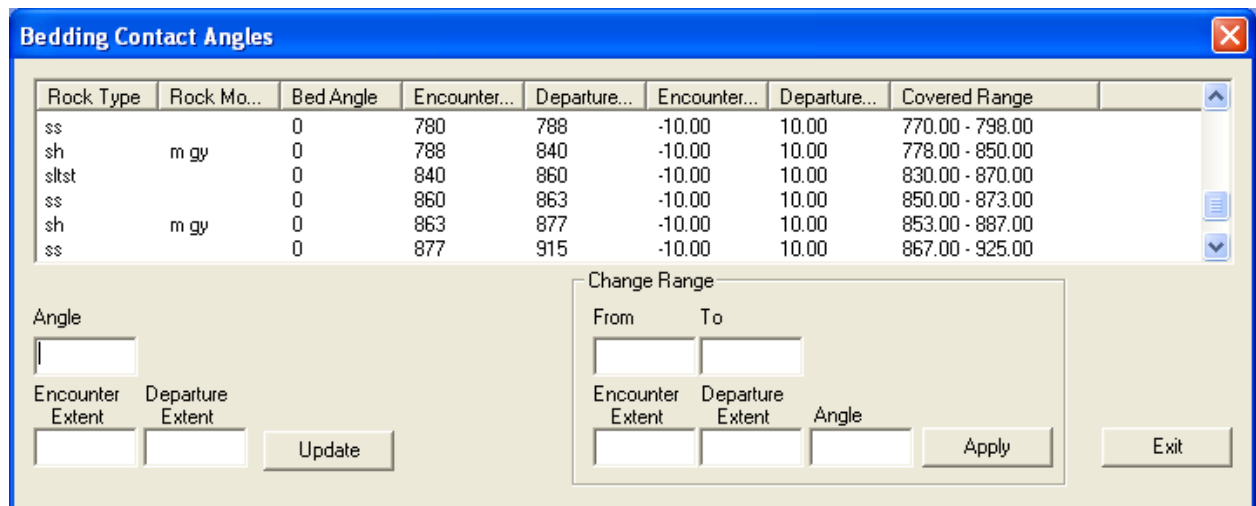 Bedding Contact Angles
Rock Type Rock Mo... Bed Angle Encounter... Departure... Encounter... Departure... Covered Range
ss 0 780 788 -10.00 10.00 770.00 - 798.00
sh m gy 0 788 840 -10.00 10.00 778.00 - 850.00
sltst 0 840 860 -10.00 10.00 830.00 - 870.00
ss 0 860 863 -10.00 10.00 850.00 - 873.00
sh m gy 0 863 877 -10.00 10.00 853.00 - 887.00
ss 0 877 915 -10.00 10.00 867.00 - 925.00
Angle
Encounter Departure
Extent Extent
Update
Change Range
From To
Encounter Departure
Extent Extent Angle
Apply
Exit